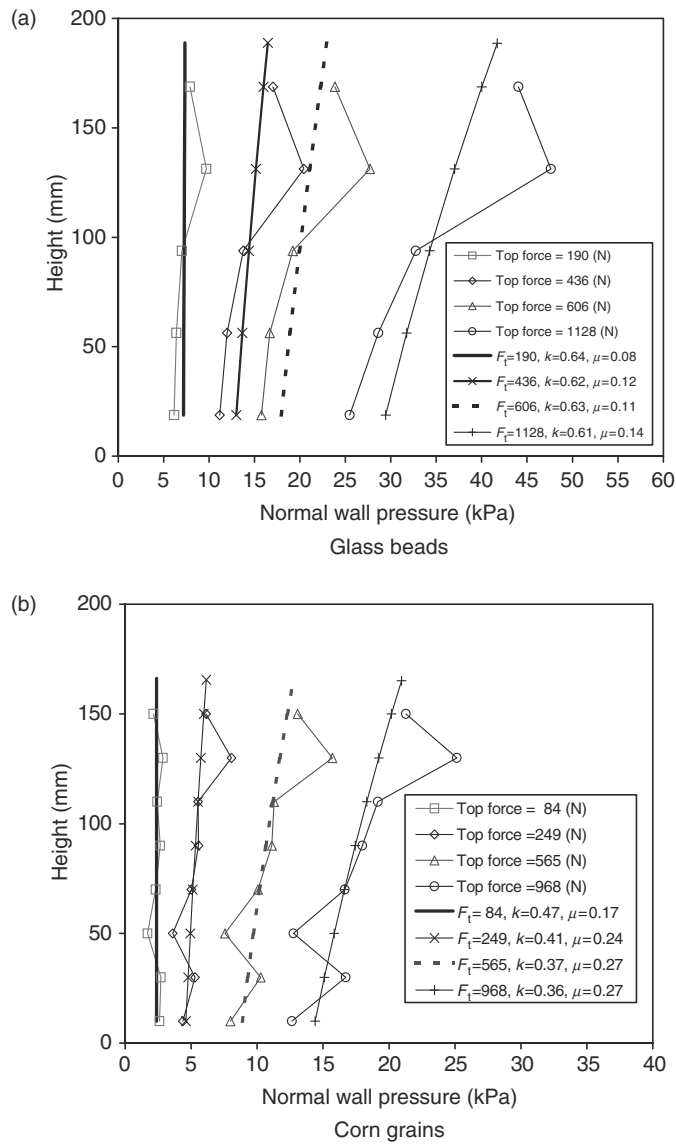 (a)
200
150
100
50
0
Height (mm)
Top force = 190 (N)
Top force = 436 (N)
Top force = 606 (N)
Top force = 1128 (N)
Ft=190, k=0.64, μ=0.08
Ft=436, k=0.62, μ=0.12
Ft=606, k=0.63, μ=0.11
Ft=1128, k=0.61, μ=0.14
0 5 10 15 20 25 30 35 40 45 50 55 60
Normal wall pressure (kPa)
Glass beads
(b)
200
150
100
50
0
Height (mm)
Top force = 84 (N)
Top force =249 (N)
Top force =565 (N)
Top force =968 (N)
Ft= 84, k=0.47, μ=0.17
Ft=249, k=0.41, μ=0.24
Ft=565, k=0.37, μ=0.27
Ft=968, k=0.36, μ=0.27
0 5 10 15 20 25 30 35 40
Normal wall pressure (kPa)
Corn grains